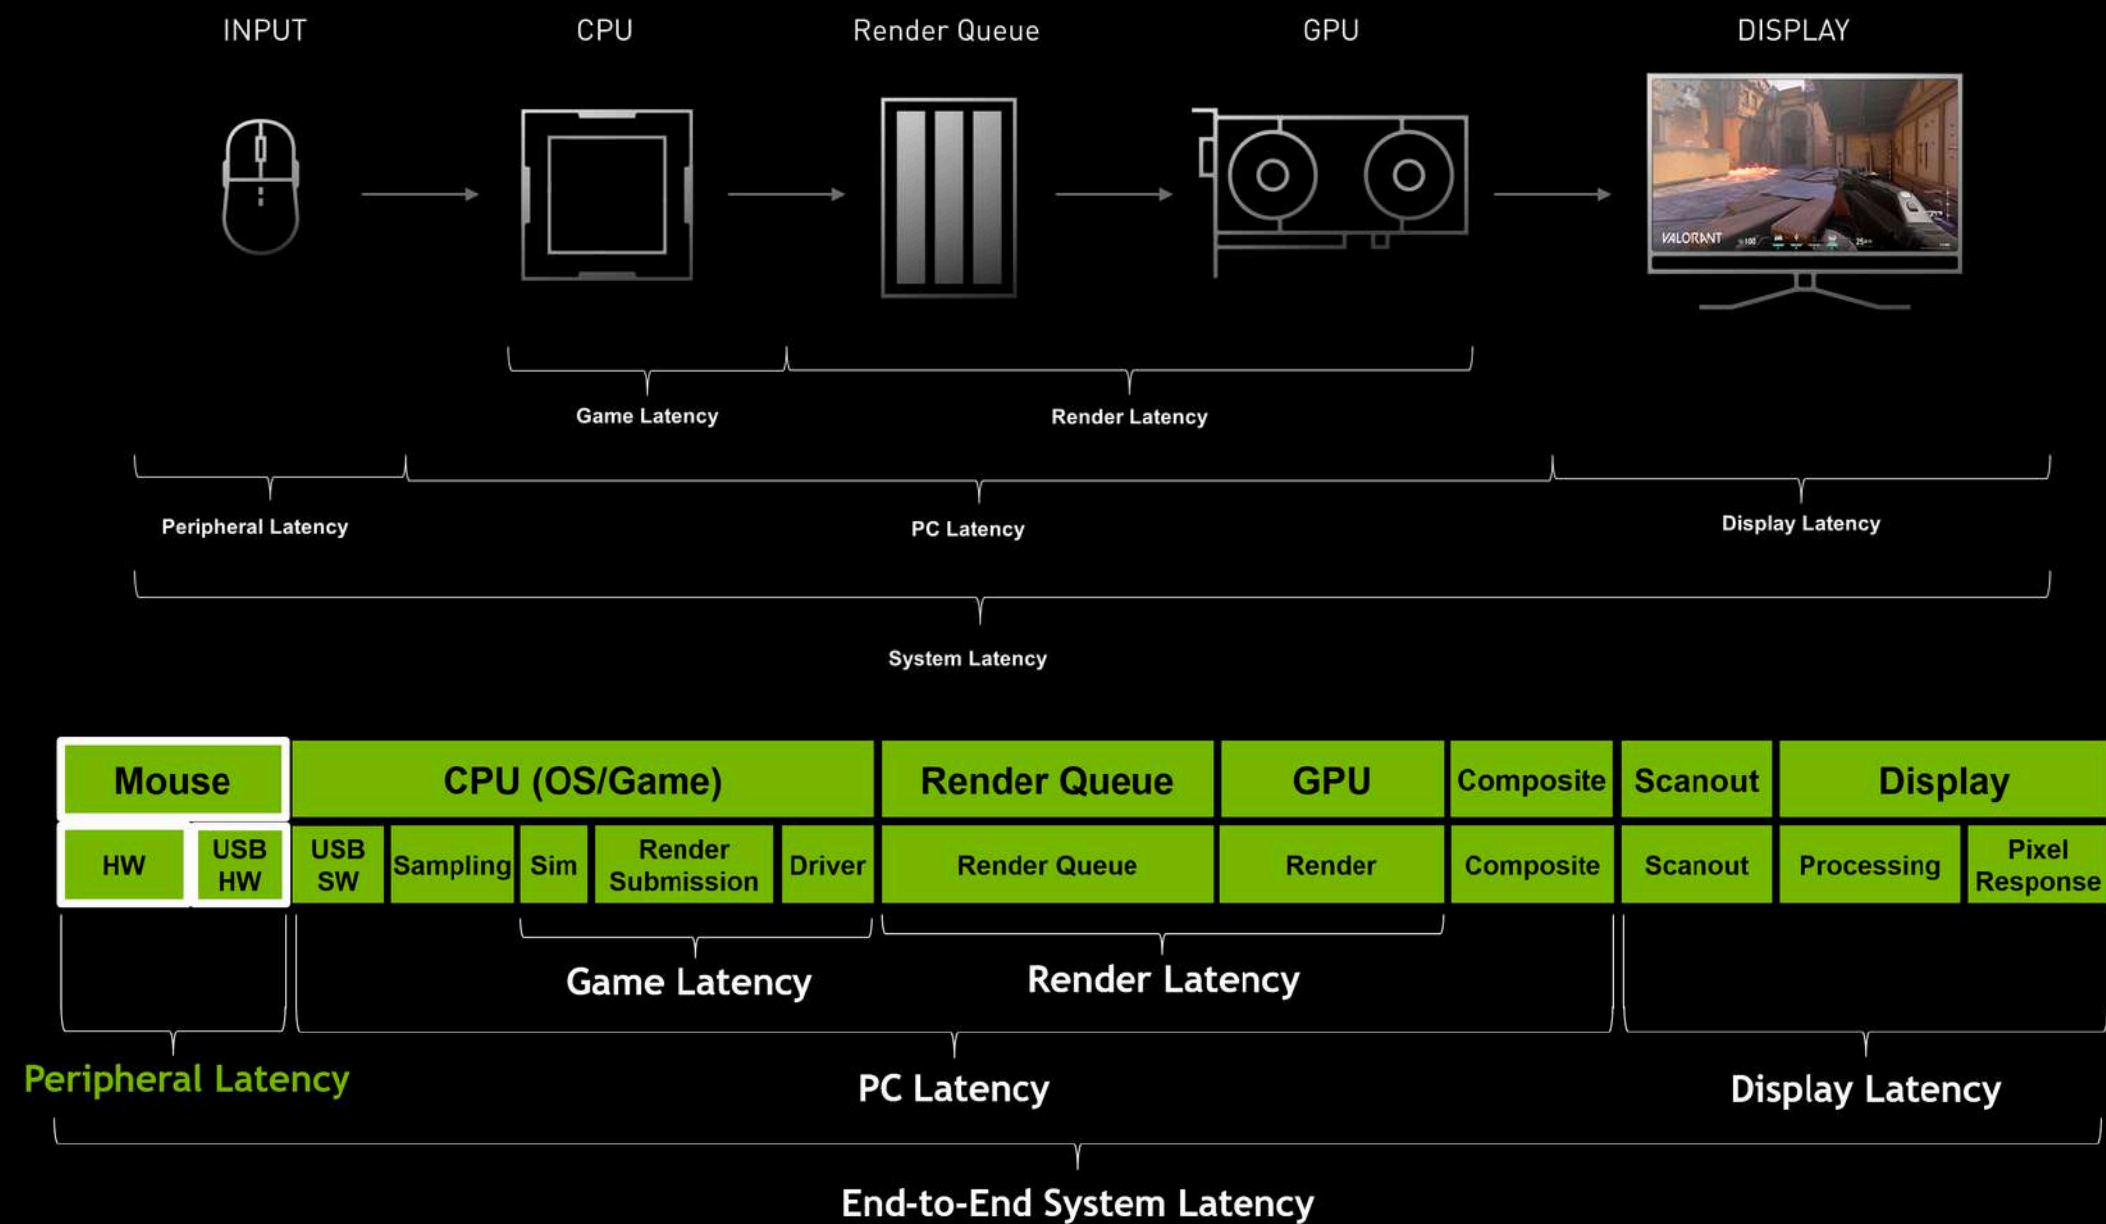 INPUT
CPU
Render Queue
GPU
DISPLAY
VALORANT
100
25
Game Latency
Render Latency
Peripheral Latency
PC Latency
Display Latency
System Latency
Mouse
CPU (OS/Game)
Render Queue
GPU
Composite
Scanout
Display
HW
USB
HW
USB
SW
Sampling
Sim
Render
Submission
Driver
Render Queue
Render
Composite
Scanout
Processing
Pixel
Response
Game Latency
Render Latency
Peripheral Latency
PC Latency
Display Latency
End-to-End System Latency